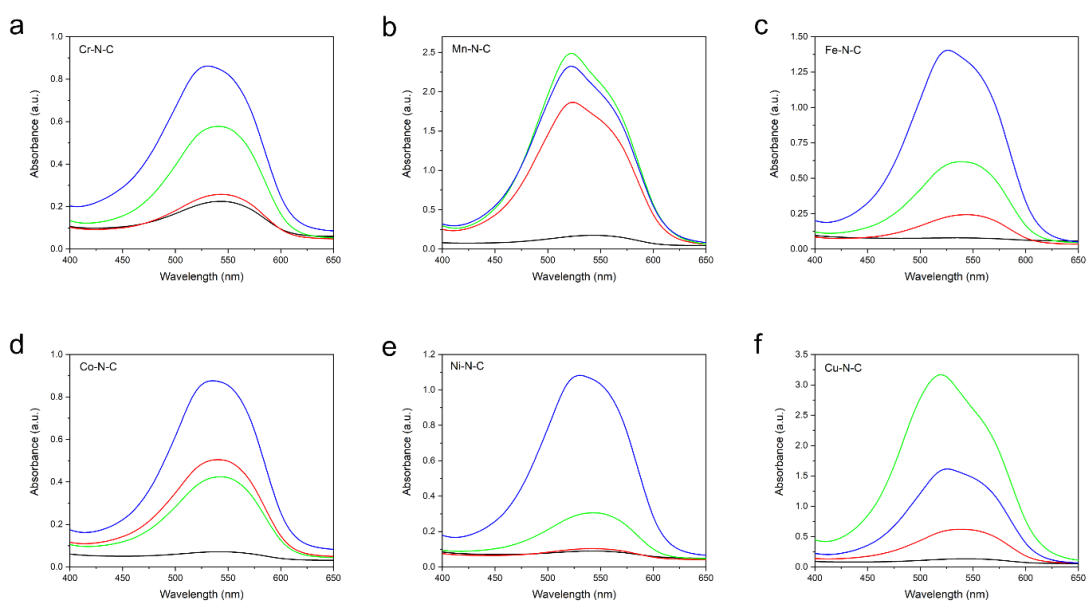 a
Cr-N-C
1.0
0.8
0.6
0.4
0.2
0.0
Absorbance (a.u.)
400 450 500 550 600 650
Wavelength (nm)
b
Mn-N-C
2.5
2.0
1.5
1.0
0.5
0.0
Absorbance (a.u.)
400 450 500 550 600 650
Wavelength (nm)
c
Fe-N-C
1.50
1.25
1.00
0.75
0.50
0.25
0.00
Absorbance (a.u.)
400 450 500 550 600 650
Wavelength (nm)
d
Co-N-C
1.0
0.8
0.6
0.4
0.2
0.0
Absorbance (a.u.)
400 450 500 550 600 650
Wavelength (nm)
e
Ni-N-C
1.2
1.0
0.8
0.6
0.4
0.2
0.0
Absorbance (a.u.)
400 450 500 550 600 650
Wavelength (nm)
f
Cu-N-C
3.5
3.0
2.5
2.0
1.5
1.0
0.5
0.0
Absorbance (a.u.)
400 450 500 550 600 650
Wavelength (nm)